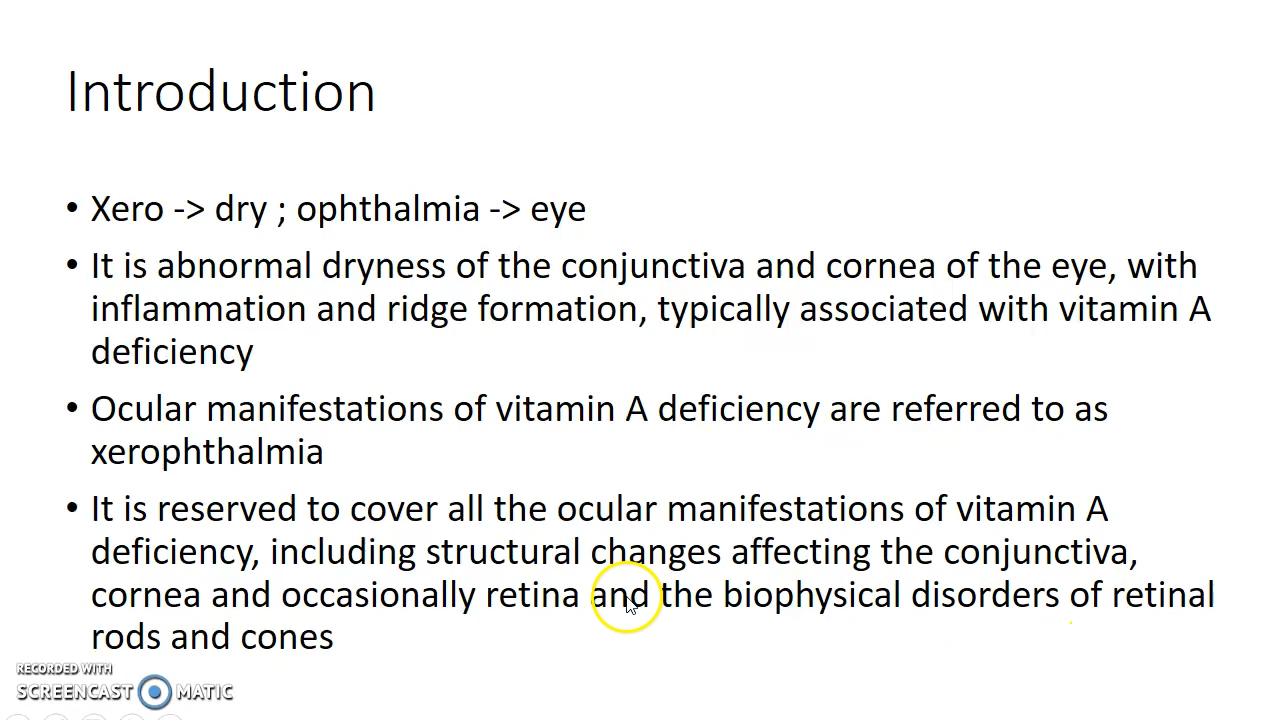 Introduction
• Xero -> dry ; ophthalmia -> eye
• It is abnormal dryness of the conjunctiva and cornea of the eye, with
inflammation and ridge formation, typically associated with vitamin A
deficiency
• Ocular manifestations of vitamin A deficiency are referred to as
xerophthalmia
• It is reserved to cover all the ocular manifestations of vitamin A
deficiency, including structural changes affecting the conjunctiva,
cornea and occasionally retina and the biophysical disorders of retinal
rods and cones
RECORDED WITH
SCREENCAST MATIC